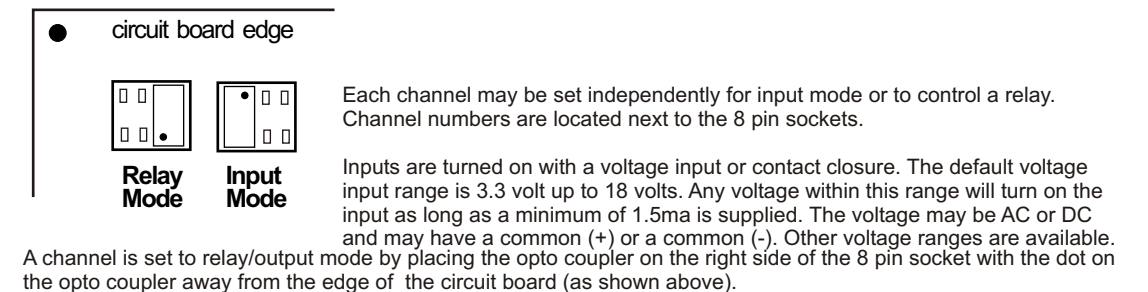 circuit board edge
Relay
Mode
Input
Mode
Each channel may be set independently for input mode or to control a relay.
Channel numbers are located next to the 8 pin sockets.
Inputs are turned on with a voltage input or contact closure. The default voltage
input range is 3.3 volt up to 18 volts. Any voltage within this range will turn on the
input as long as a minimum of 1.5ma is supplied. The voltage may be AC or DC
and may have a common (+) or a common (-). Other voltage ranges are available.
A channel is set to relay/output mode by placing the opto coupler on the right side of the 8 pin socket with the dot on
the opto coupler away from the edge of the circuit board (as shown above).